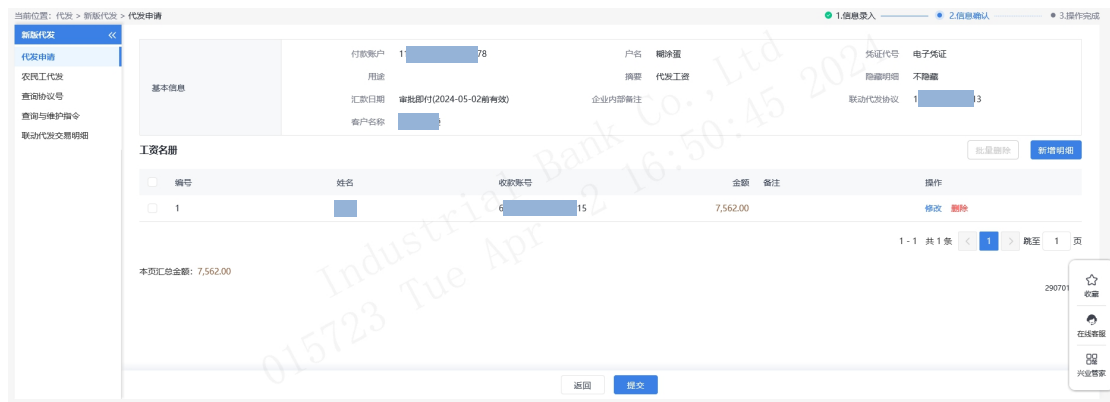 当前位置：代发 > 新版代发 > 代发申请
1.信息录入 2.信息确认 3.操作完成
新版代发 «
代发申请
农民工代发
查询协议号
查询与维护指令
联动代发交易明细
基本信息
付款账户 1 78 户名 糊涂蛋 凭证代号 电子凭证
用途 摘要 代发工资 隐藏明细 不隐藏
汇款日期 审批即付(2024-05-02前有效) 企业内部备注 联动代发协议 1 13
客户名称
工资名册 批量删除 新增明细
编号 姓名 收款账号 金额 备注 操作
1 6 15 7,562.00 修改 删除
1 - 1 共 1 条 < 1 > 跳至 1 页
本页汇总金额：7,562.00
290701
收藏
在线客服
兴业管家
返回 提交
Industrial Bank Co., Ltd
015723 Tue Apr 2 16:50:45 2024